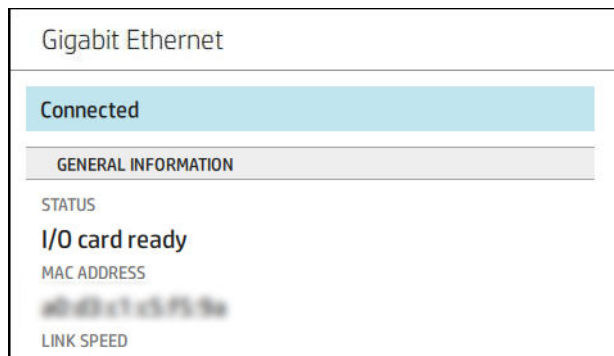 Gigabit Ethernet
Connected
GENERAL INFORMATION
STATUS
I/O card ready
MAC ADDRESS
LINK SPEED